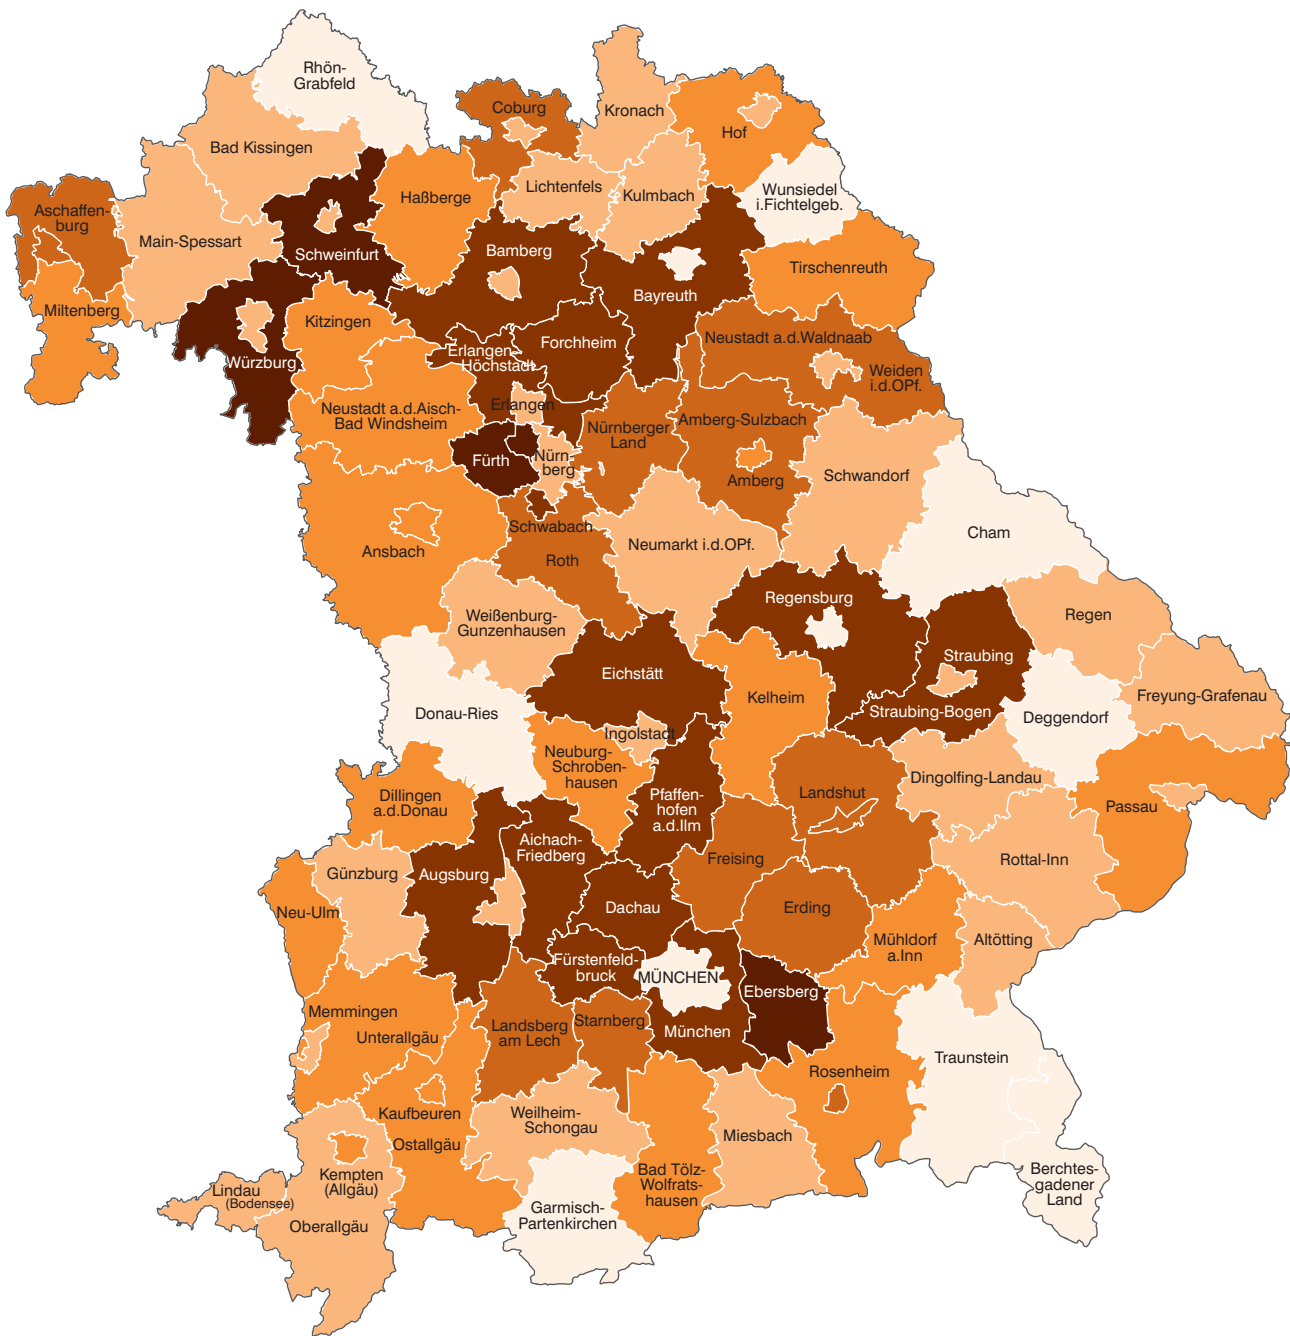 Rhön-
Grabfeld
Coburg
Kronach
Hof
Bad Kissingen
Lichtenfels
Kulmbach
Wunsiedel
i.Fichtelgeb.
Haßberge
Aschaffen-
burg
Main-Spessart
Schweinfurt
Bamberg
Bayreuth
Tirschenreuth
Miltenberg
Kitzingen
Würzburg
Erlangen-
Höchstadt
Forchheim
Neustadt a.d.Waldnaab
Weiden
i.d.OPf.
Neustadt a.d.Aisch-
Bad Windsheim
Erlangen
Nürnberger
Land
Amberg-Sulzbach
Amberg
Fürth
Nürn-
berg
Schwandorf
Cham
Ansbach
Schwabach
Roth
Neumarkt i.d.OPf.
Weißenburg-
Gunzenhausen
Regensburg
Regen
Straubing
Eichstätt
Kelheim
Straubing-Bogen
Deggendorf
Freyung-Grafenau
Donau-Ries
Ingolstadt
Neuburg-
Schroben-
hausen
Dingolfing-Landau
Landshut
Passau
Dillingen
a.d.Donau
Pfaffen-
hofen
a.d.Ilm
Aichach-
Friedberg
Freising
Rottal-Inn
Günzburg
Augsburg
Neu-Ulm
Dachau
Erding
Mühldorf
a.Inn
Altötting
Fürstenfeld-
bruck
MÜNCHEN
Ebersberg
Memmingen
Unterallgäu
Landsberg
am Lech
Starnberg
München
Traunstein
Rosenheim
Kaufbeuren
Ostallgäu
Weilheim-
Schongau
Miesbach
Kempten
(Allgäu)
Bad Tölz-
Wolfrats-
hausen
Berchtes-
gadener
Land
Lindau
(Bodensee)
Oberallgäu
Garmisch-
Partenkirchen